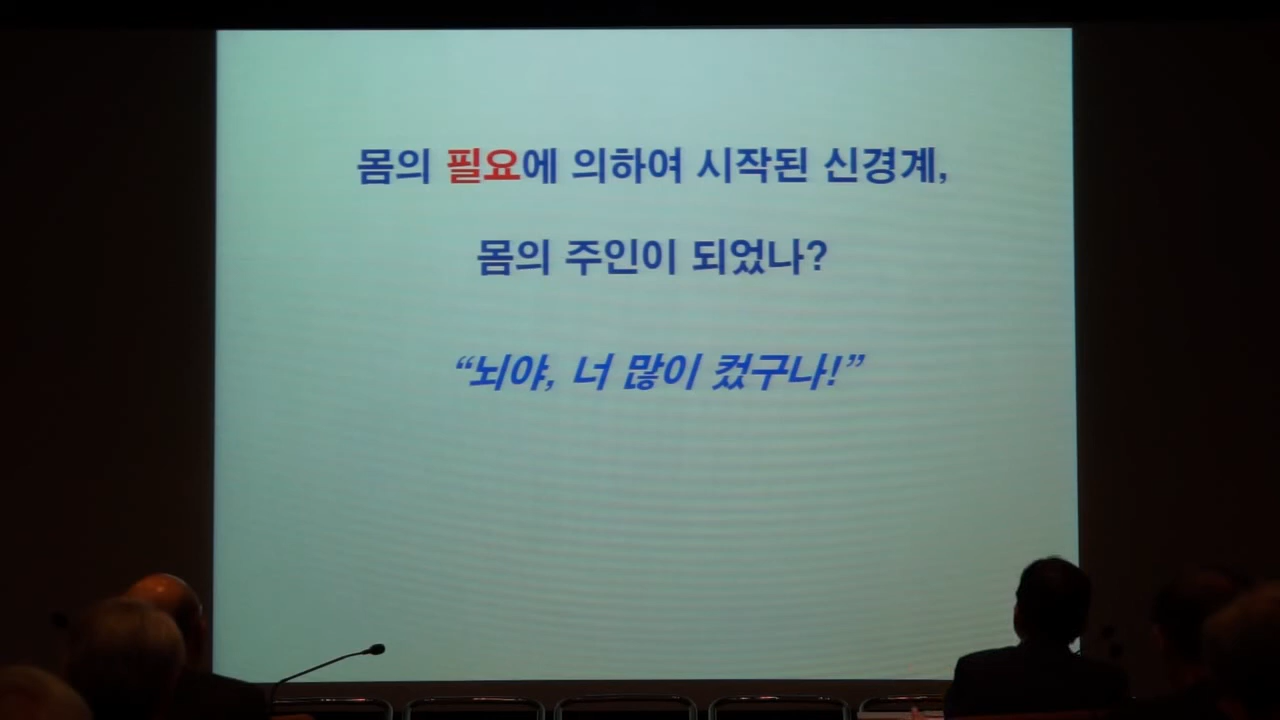 몸의 필요에 의하여 시작된 신경계,
몸의 주인이 되었나?
“뇌야, 너 많이 컸구나!”